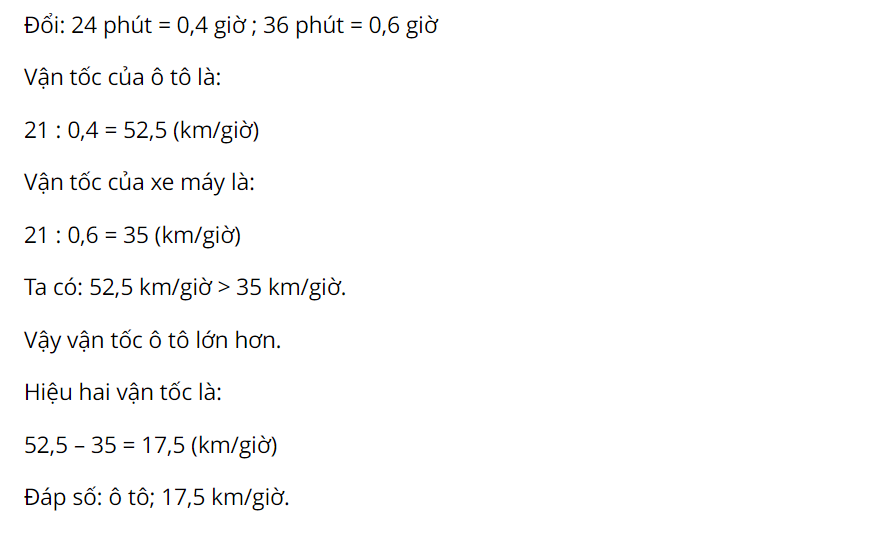 Đổi: 24 phút = 0,4 giờ ; 36 phút = 0,6 giờ
Vận tốc của ô tô là:
21 : 0,4 = 52,5 (km/giờ)
Vận tốc của xe máy là:
21 : 0,6 = 35 (km/giờ)
Ta có: 52,5 km/giờ > 35 km/giờ.
Vậy vận tốc ô tô lớn hơn.
Hiệu hai vận tốc là:
52,5 – 35 = 17,5 (km/giờ)
Đáp số: ô tô; 17,5 km/giờ.